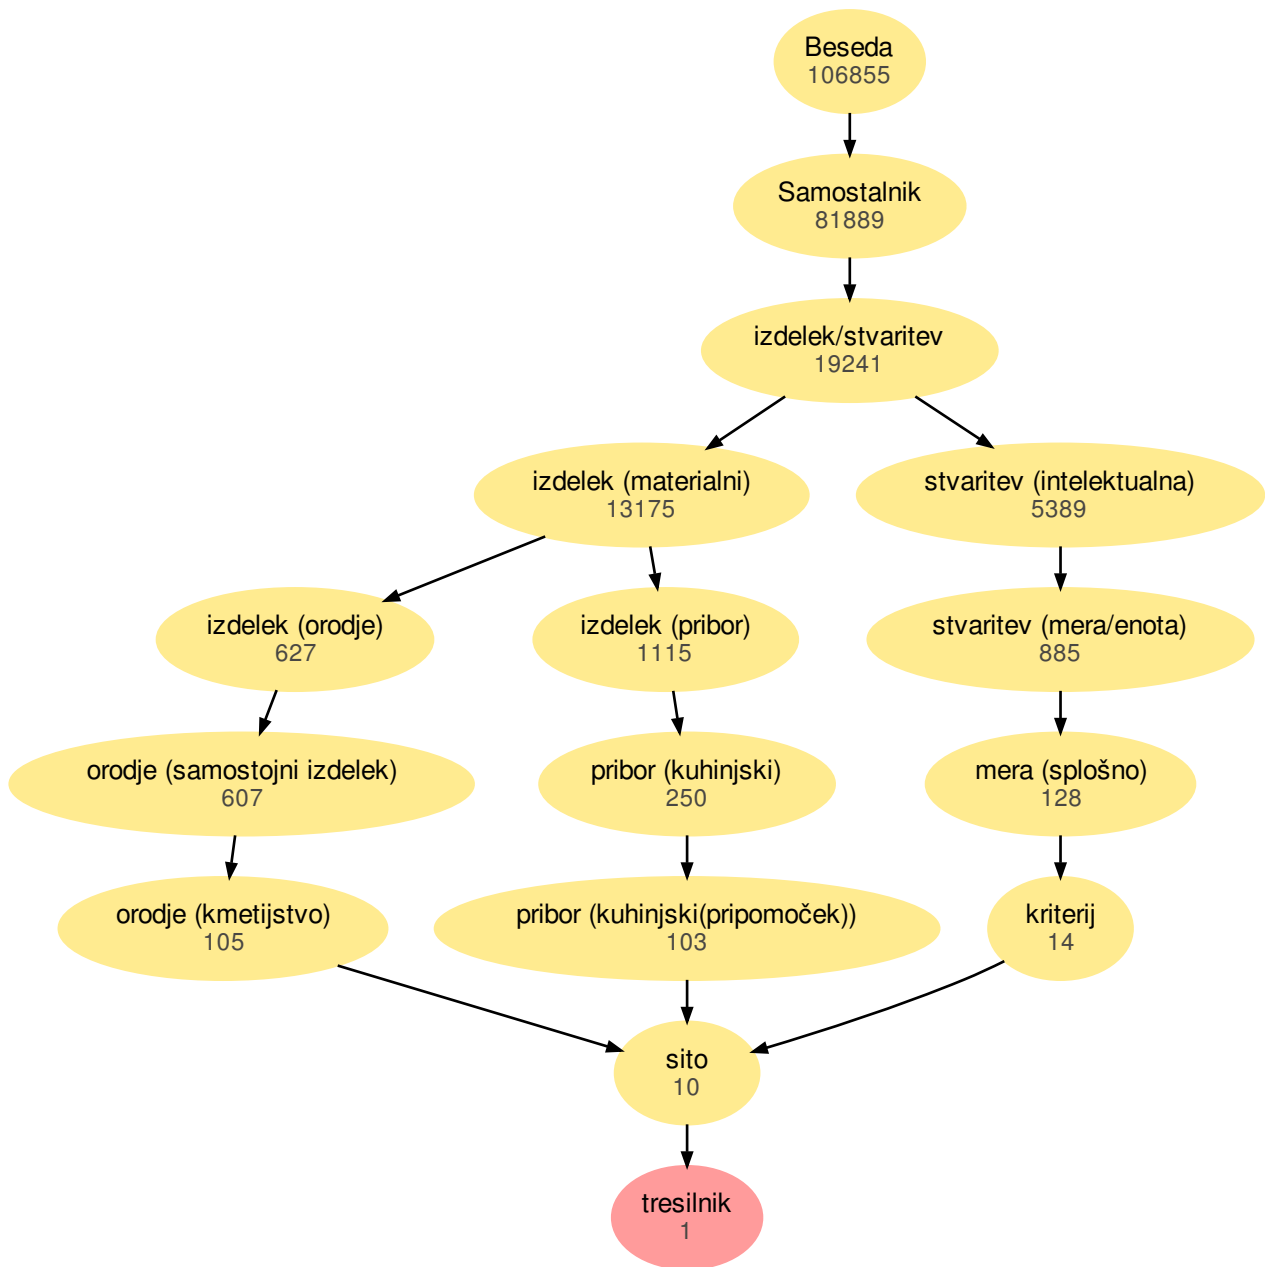 Beseda
106855
Samostalnik
81889
izdelek/stvaritev
19241
izdelek (materialni)
13175
stvaritev (intelektualna)
5389
izdelek (orodje)
627
izdelek (pribor)
1115
stvaritev (mera/enota)
885
orodje (samostojni izdelek)
607
pribor (kuhinjski)
250
mera (splošno)
128
orodje (kmetijstvo)
105
pribor (kuhinjski(pripomoček))
103
kriterij
14
sito
10
tresilnik
1